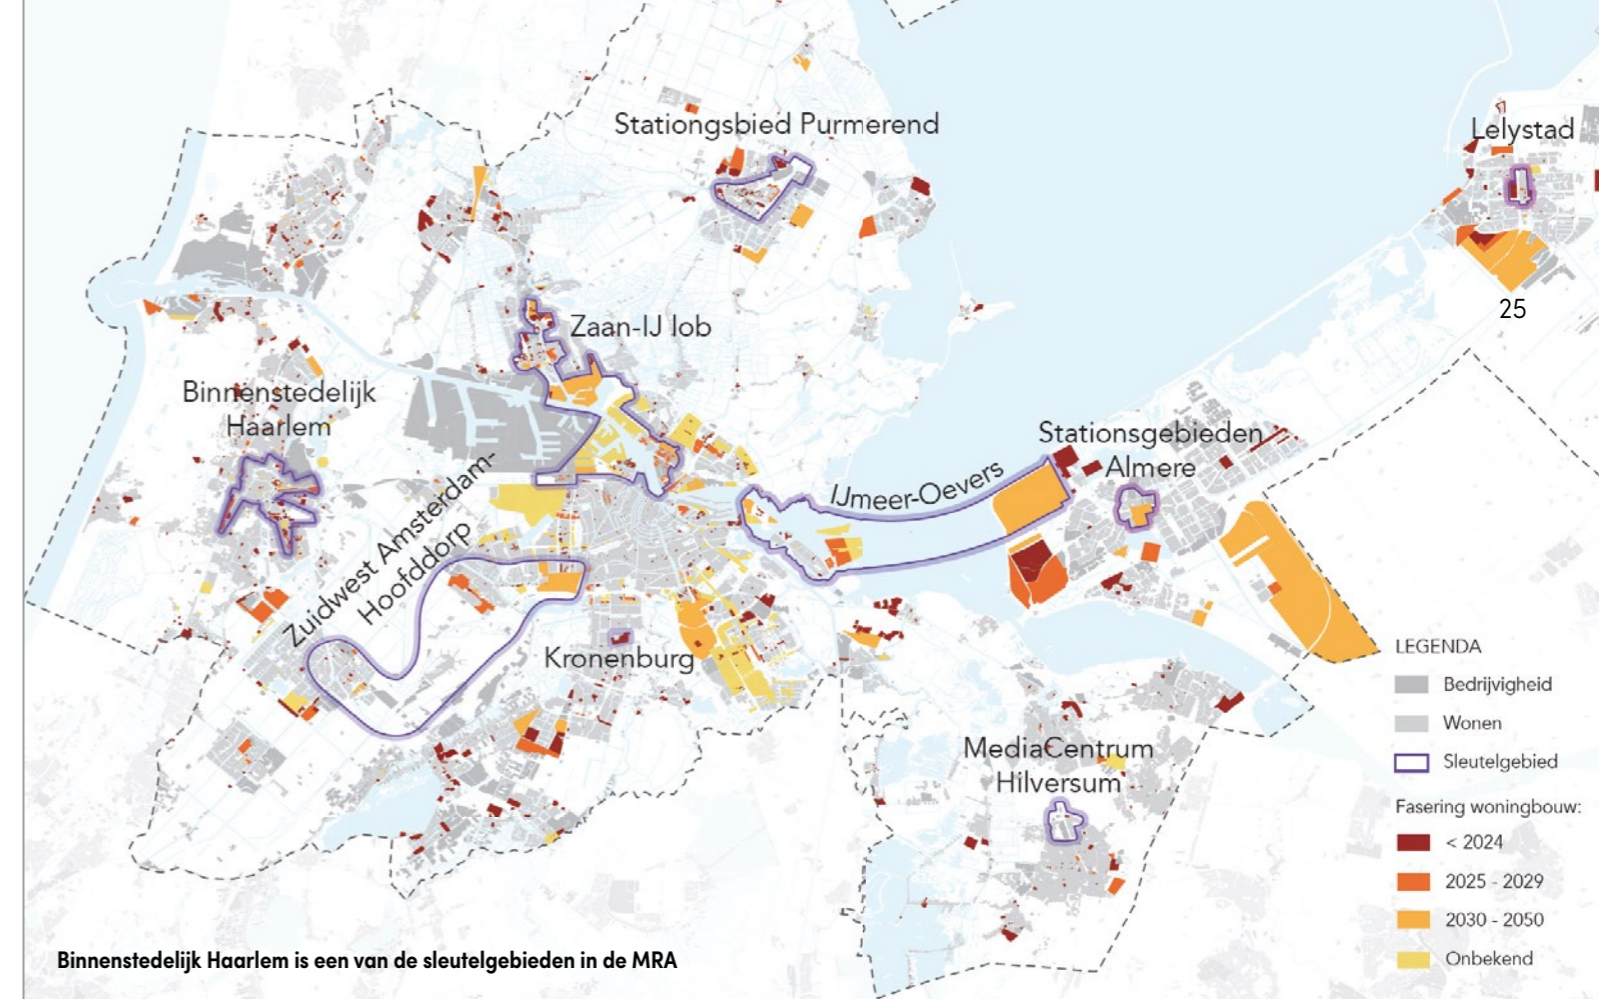 Stationgsbied Purmerend
Lelystad
25
Zaan-IJ lob
Binnenstedelijk
Haarlem
Stationsgebieden
Almere
IJmeer-Oevers
Zuidwest Amsterdam-
Hoofddorp
Kronenburg
MediaCentrum
Hilversum
LEGENDA
Bedrijvigheid
Wonen
Sleutelgebied
Fasering woningbouw:
< 2024
2025 - 2029
2030 - 2050
Onbekend
Binnenstedelijk Haarlem is een van de sleutelgebieden in de MRA